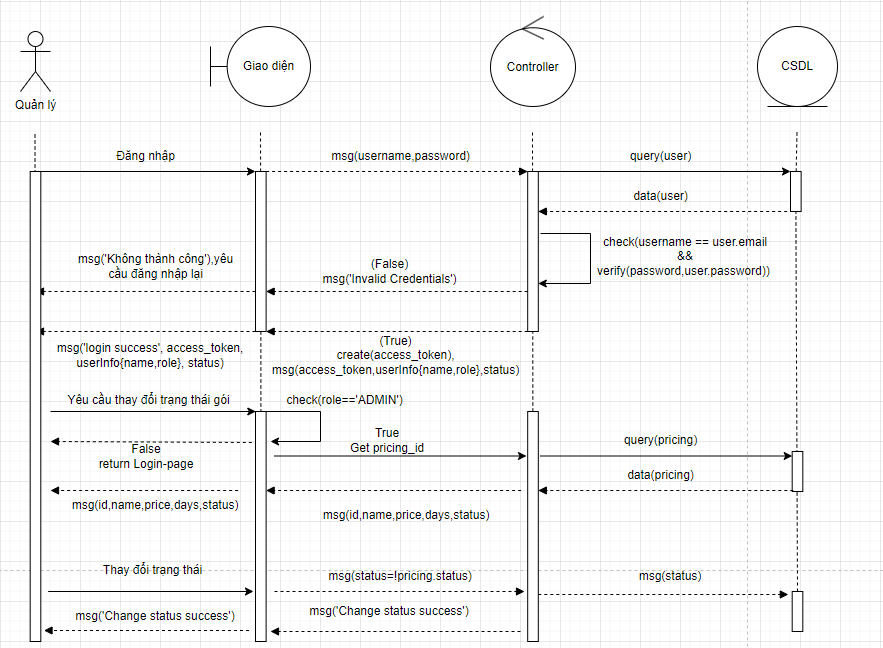 Quản lý
Giao diện
Controller
CSDL
Đăng nhập
msg(username,password)
query(user)
data(user)
check(username == user.email
&&
verify(password,user.password))
msg('Không thành công'),yêu
cầu đăng nhập lại
(False)
msg('Invalid Credentials')
msg('login success', access_token,
userInfo{name,role}, status)
(True)
create(access_token),
msg(access_token,userInfo{name,role},status)
Yêu cầu thay đổi trạng thái gói
check(role=='ADMIN')
False
return Login-page
True
Get pricing_id
query(pricing)
data(pricing)
msg(id,name,price,days,status)
msg(id,name,price,days,status)
Thay đổi trạng thái
msg(status=!pricing.status)
msg(status)
msg('Change status success')
msg('Change status success')